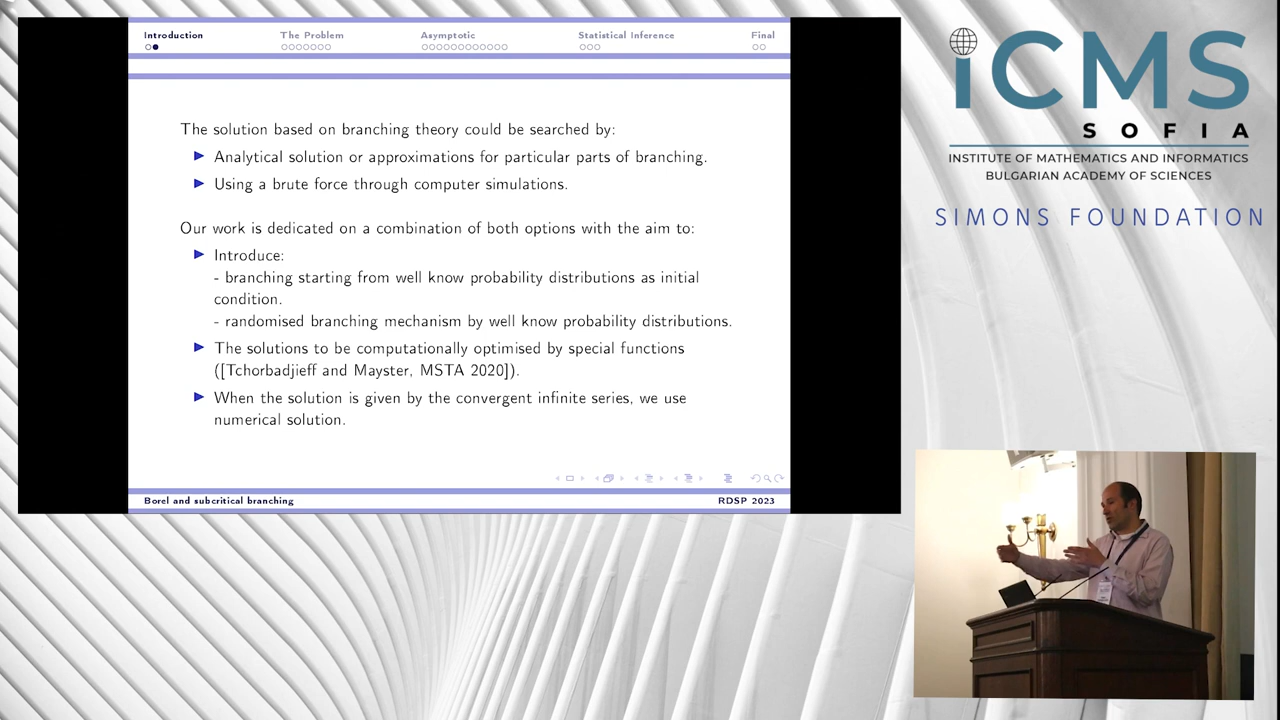 Introduction
The Problem
Asymptotic
Statistical Inference
Final
The solution based on branching theory could be searched by:
Analytical solution or approximations for particular parts of branching.
Using a brute force through computer simulations.
Our work is dedicated on a combination of both options with the aim to:
Introduce:
- branching starting from well know probability distributions as initial
condition.
- randomised branching mechanism by well know probability distributions.
The solutions to be computationally optimised by special functions
([Tchorbadjieff and Mayster, MSTA 2020]).
When the solution is given by the convergent infinite series, we use
numerical solution.
Borel and subcritical branching
RDSP 2023
iCMS
SOFIA
INSTITUTE OF MATHEMATICS AND INFORMATICS
BULGARIAN ACADEMY OF SCIENCES
SIMONS FOUNDATION